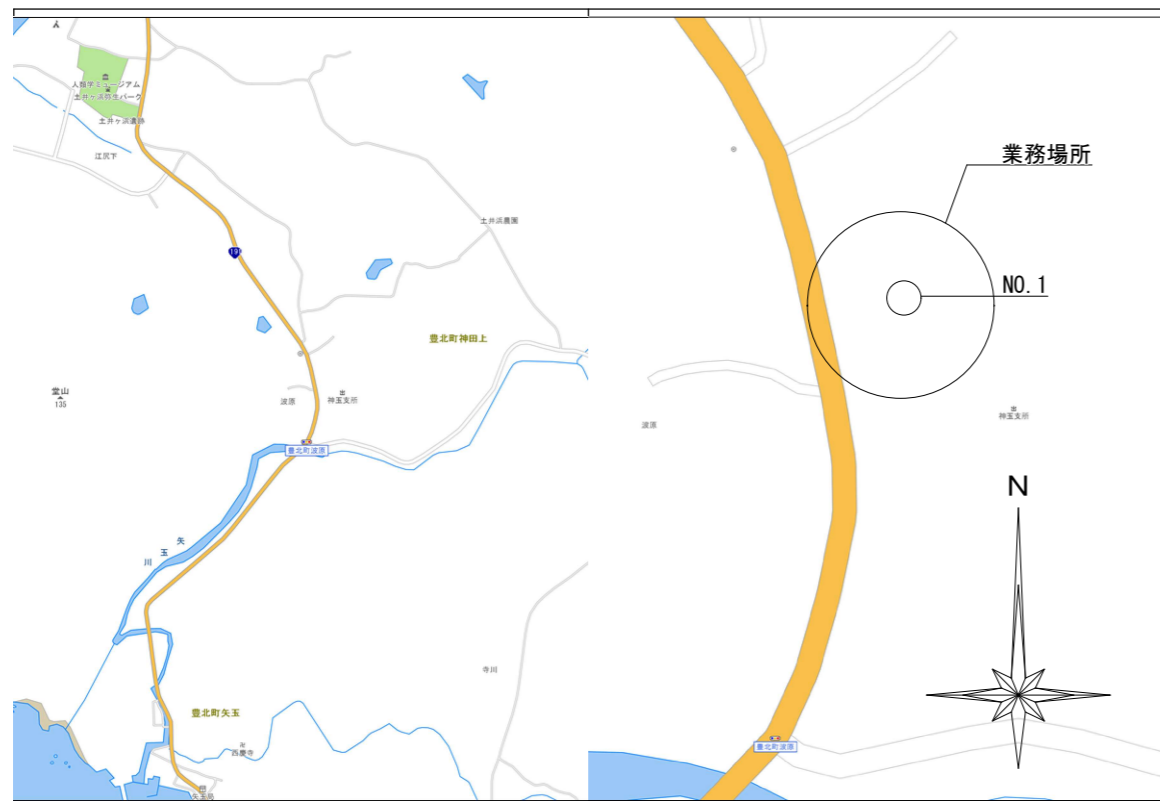 人類学ミュージアム
土井ヶ浜弥生パーク
土井ヶ浜遺跡
江尻下
土井浜農園
191
豊北町神田上
堂山
135
波原
神玉支所
豊北町波原
矢
玉
川
寺川
豊北町矢玉
西慶寺
矢玉局
業務場所
NO.1
波原
神玉支所
N
豊北町波原